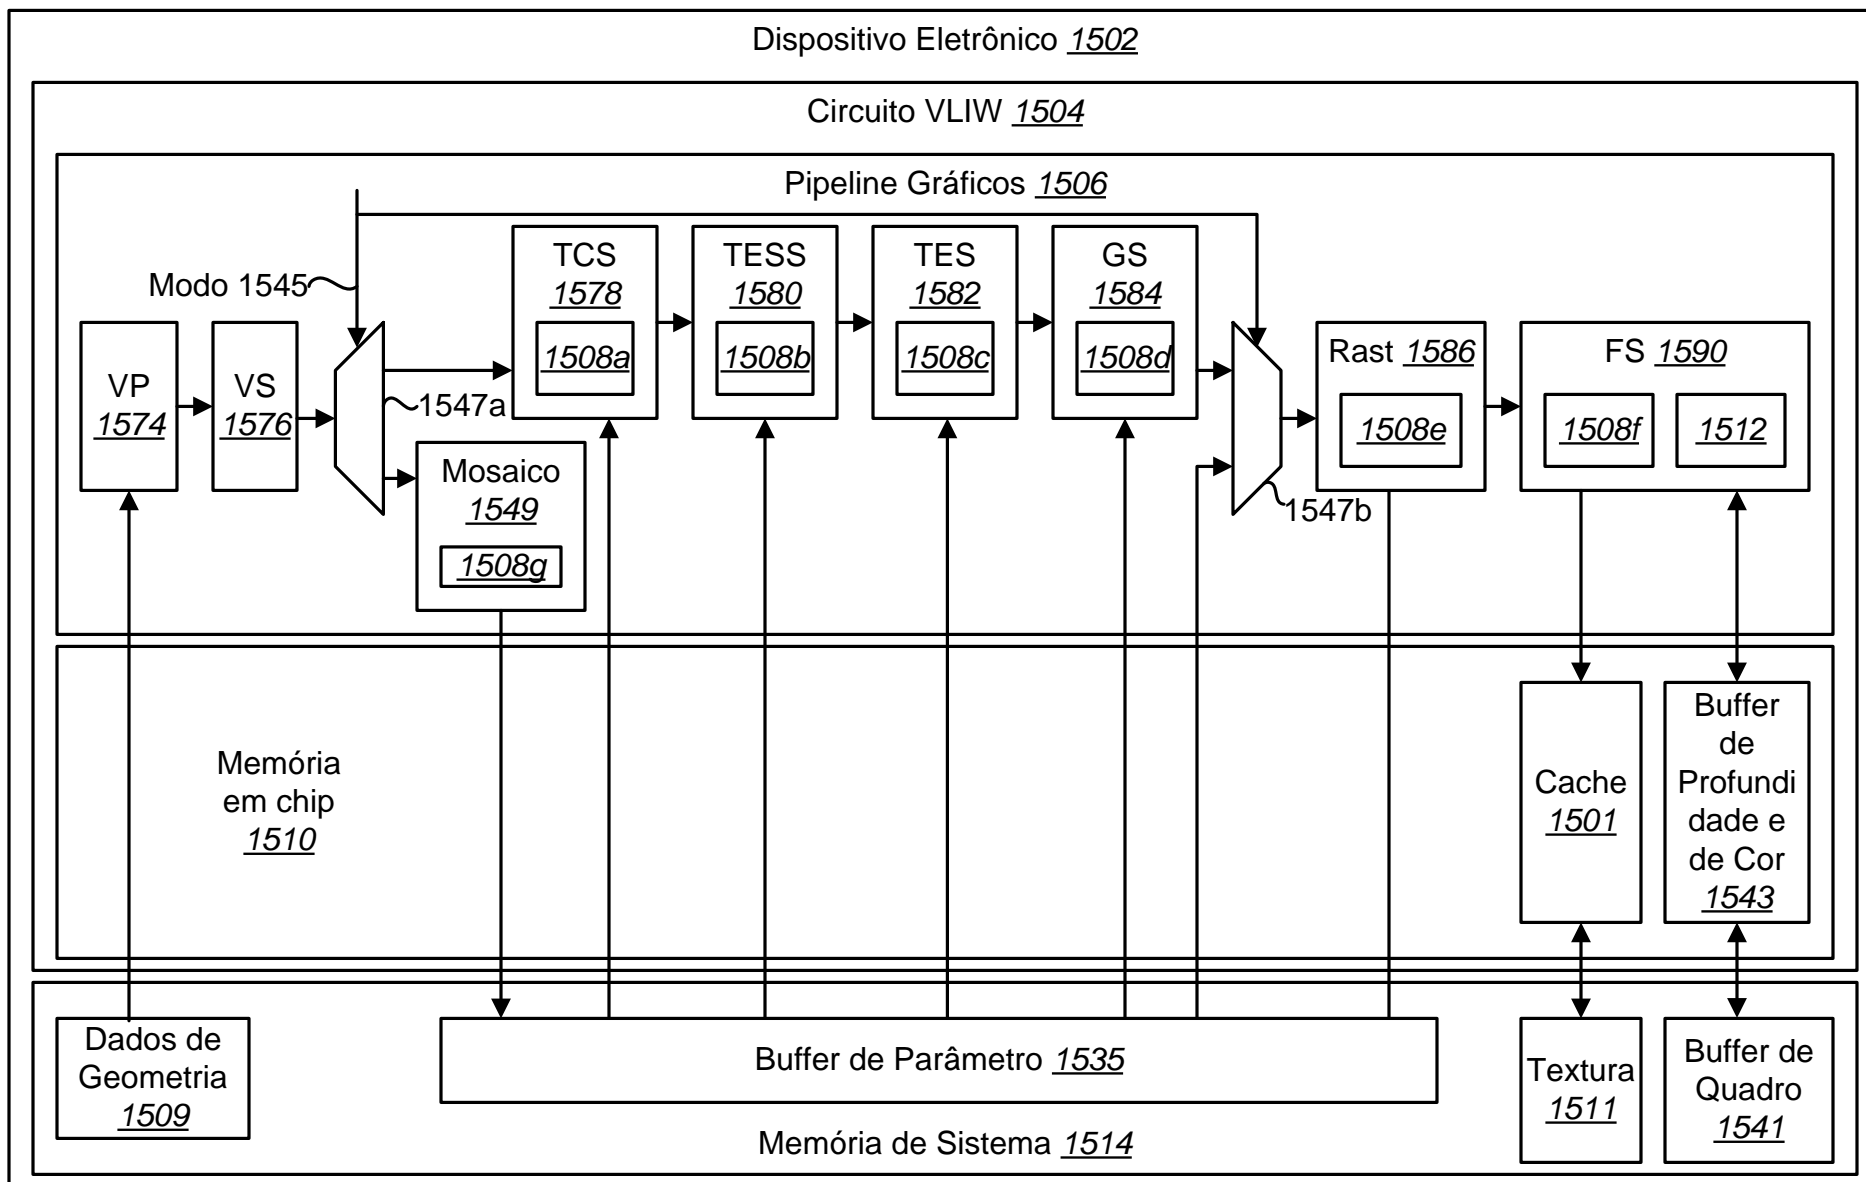 Dispositivo Eletrônico 1502
Circuito VLIW 1504
Pipeline Gráficos 1506
Modo 1545
VP
1574
VS
1576
1547a
TCS
1578
1508a
TESS
1580
1508b
TES
1582
1508c
GS
1584
1508d
Mosaico
1549
1508g
1547b
Rast 1586
1508e
FS 1590
1508f
1512
Memória
em chip
1510
Cache
1501
Buffer
de
Profundi
dade e
de Cor
1543
Dados de
Geometria
1509
Buffer de Parâmetro 1535
Textura
1511
Buffer de
Quadro
1541
Memória de Sistema 1514